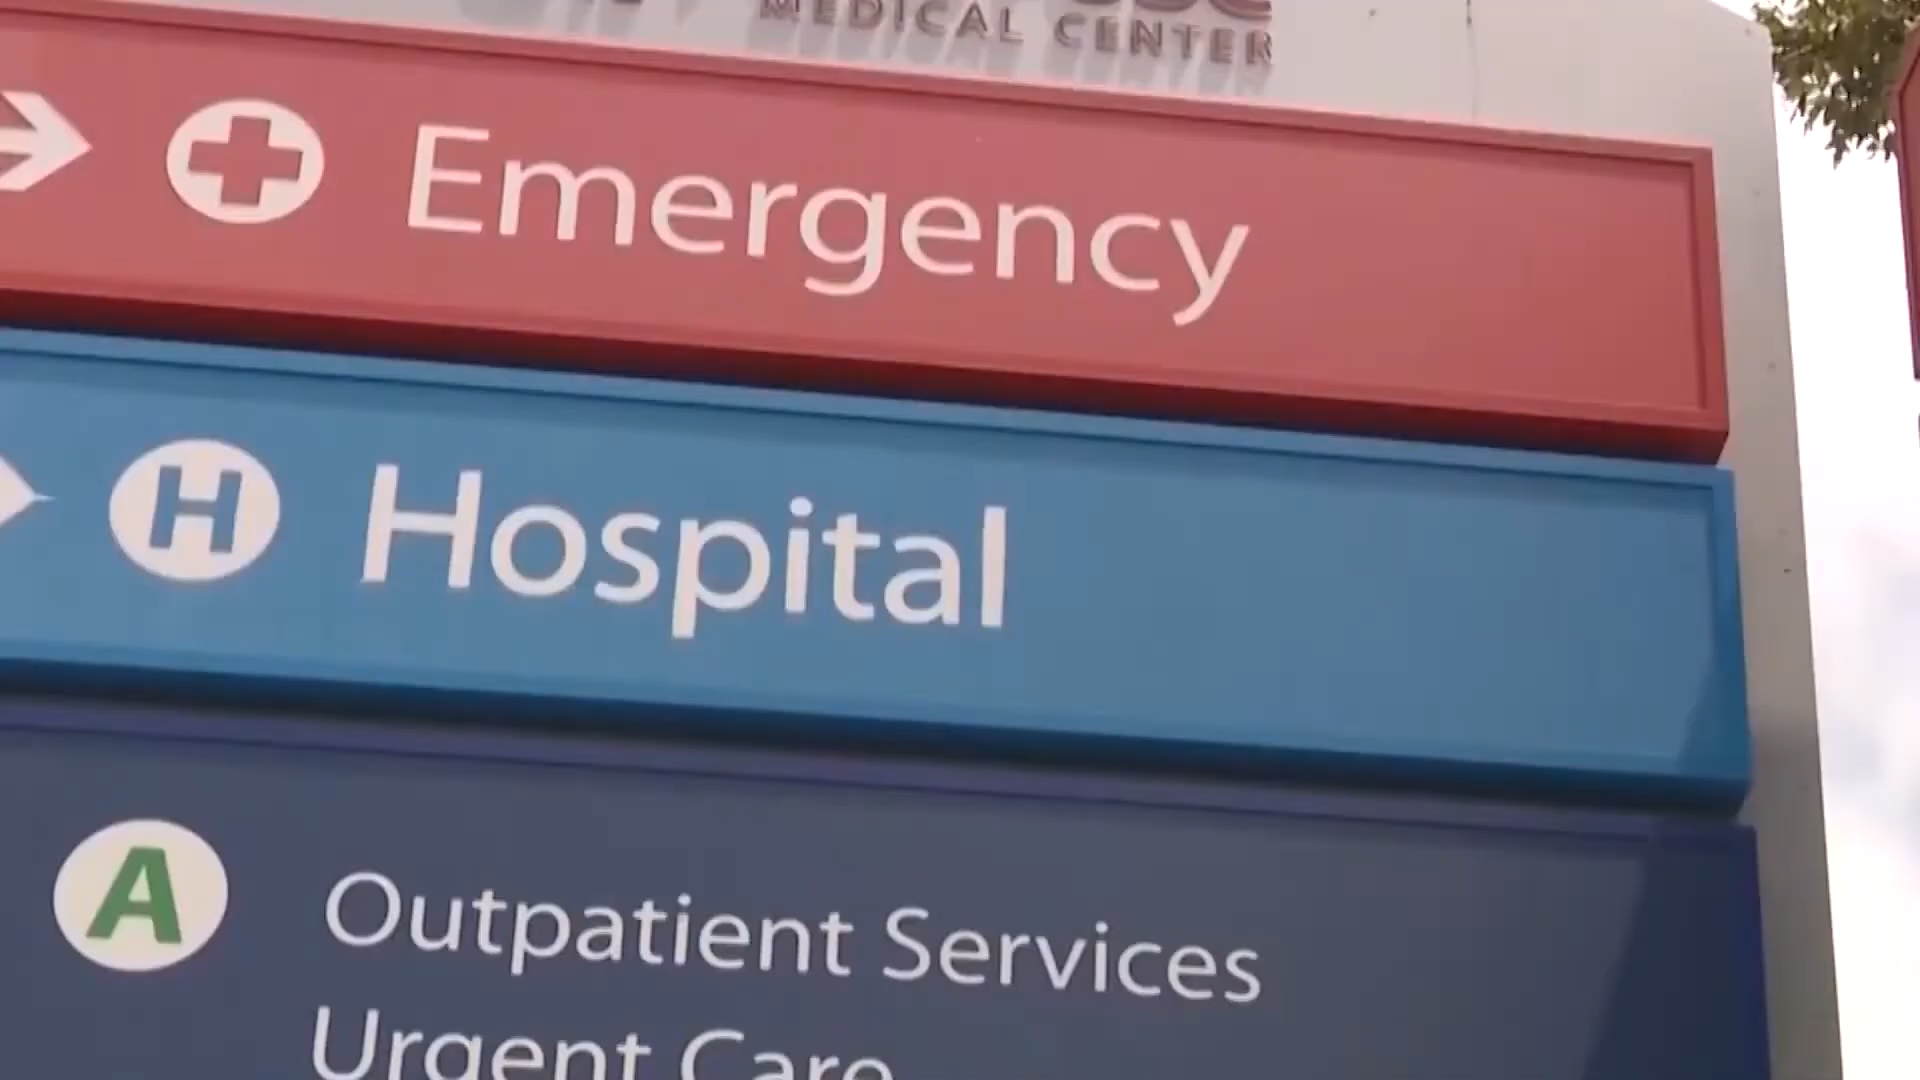 MEDICAL CENTER
Emergency
H Hospital
A Outpatient Services
Urgent Care